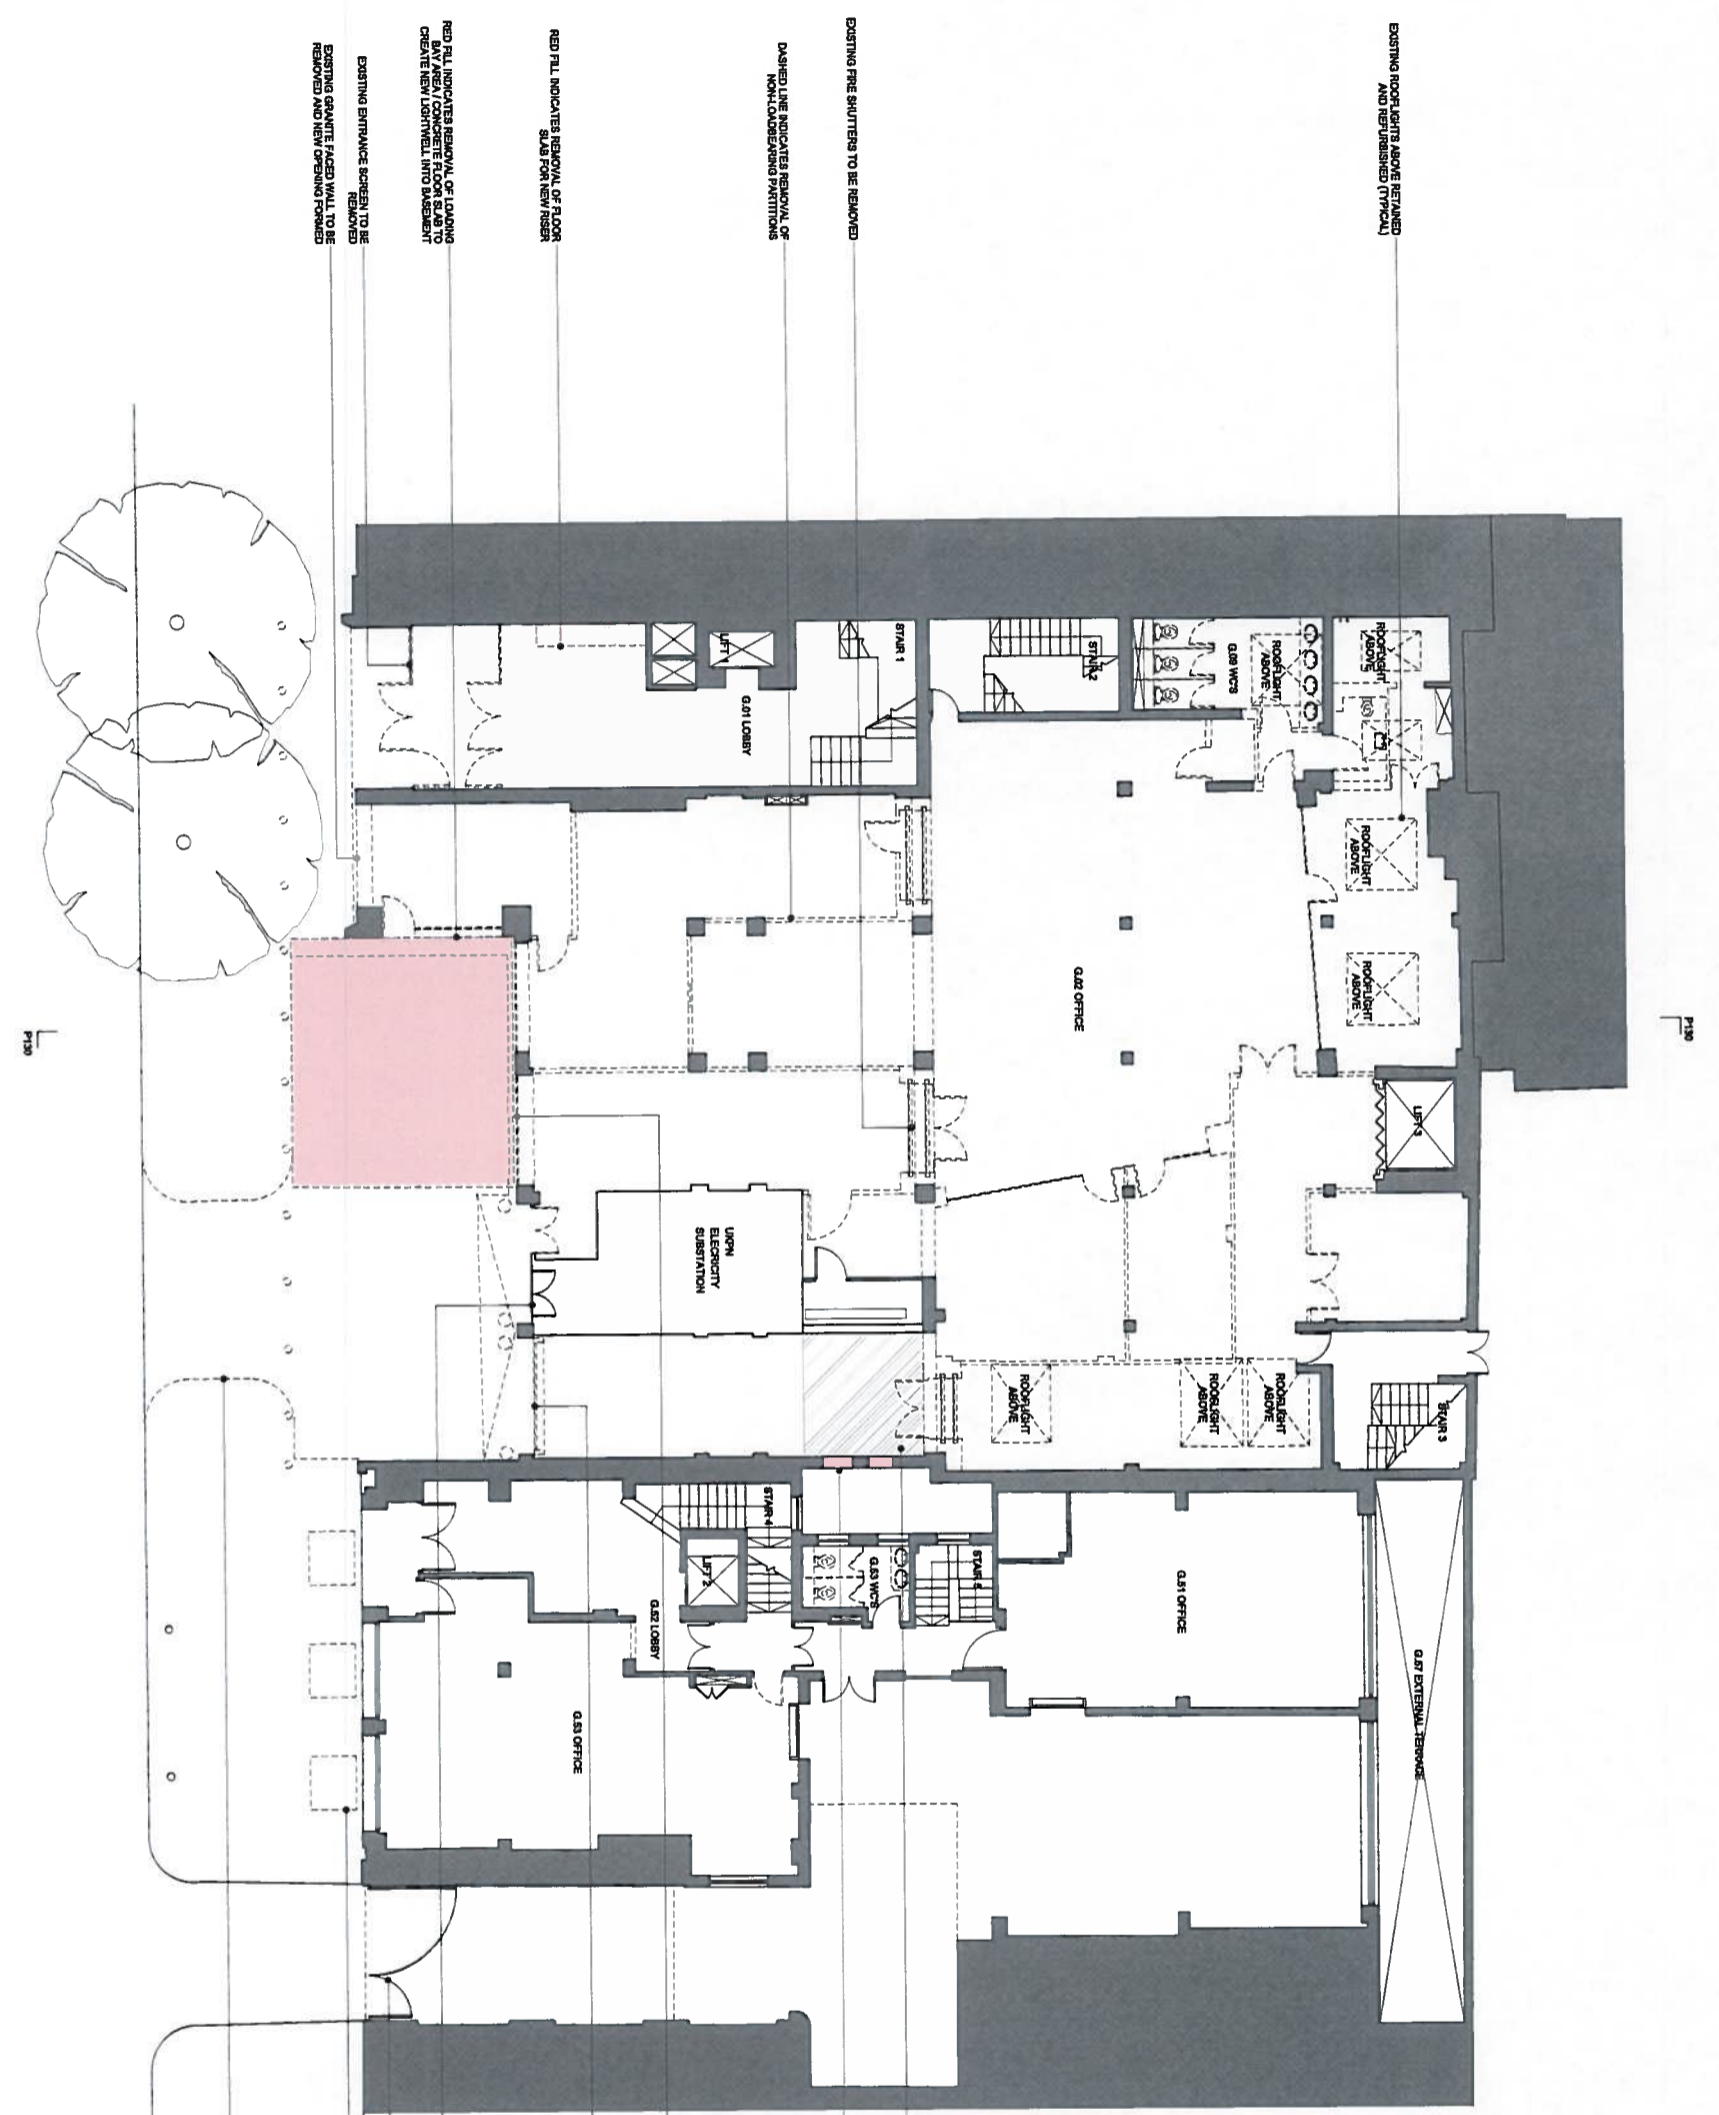 EXISTING ROOFLIGHTS ABOVE RETAINED
AND REFURBISHED (TYPICAL)
EXISTING FIRE SHUTTERS TO BE REMOVED
DASHED LINE INDICATES REMOVAL OF
NON-LOADBEARING PARTITIONS
RED FILL INDICATES REMOVAL OF FLOOR
SLAB FOR NEW RISER
RED FILL INDICATES REMOVAL OF LOADING
BAY AREA / CONCRETE FLOOR SLAB TO
CREATE NEW LIGHTWELL INTO BASEMENT
EXISTING ENTRANCE SCREEN TO BE
REMOVED
EXISTING GRANITE FACED WALL TO BE
REMOVED AND NEW OPENING FORMED
ROOFLIGHT
ABOVE
ROOFLIGHT
ABOVE
G.09 WC'S
STAIR 2
STAIR 1
LIFT 1
G.01 LOBBY
ROOFLIGHT
ABOVE
ROOFLIGHT
ABOVE
G.02 OFFICE
P130
P130
LIFT 3
UKPN
ELECRICITY
SUBSTATION
ROOFLIGHT
ABOVE
ROOFLIGHT
ABOVE
ROOFLIGHT
ABOVE
STAIR 3
STAIR 4
LIFT 2
G.53 WC'S
STAIR 5
G.51 OFFICE
G.52 LOBBY
G.53 OFFICE
G.57 EXTERNAL TERRACE